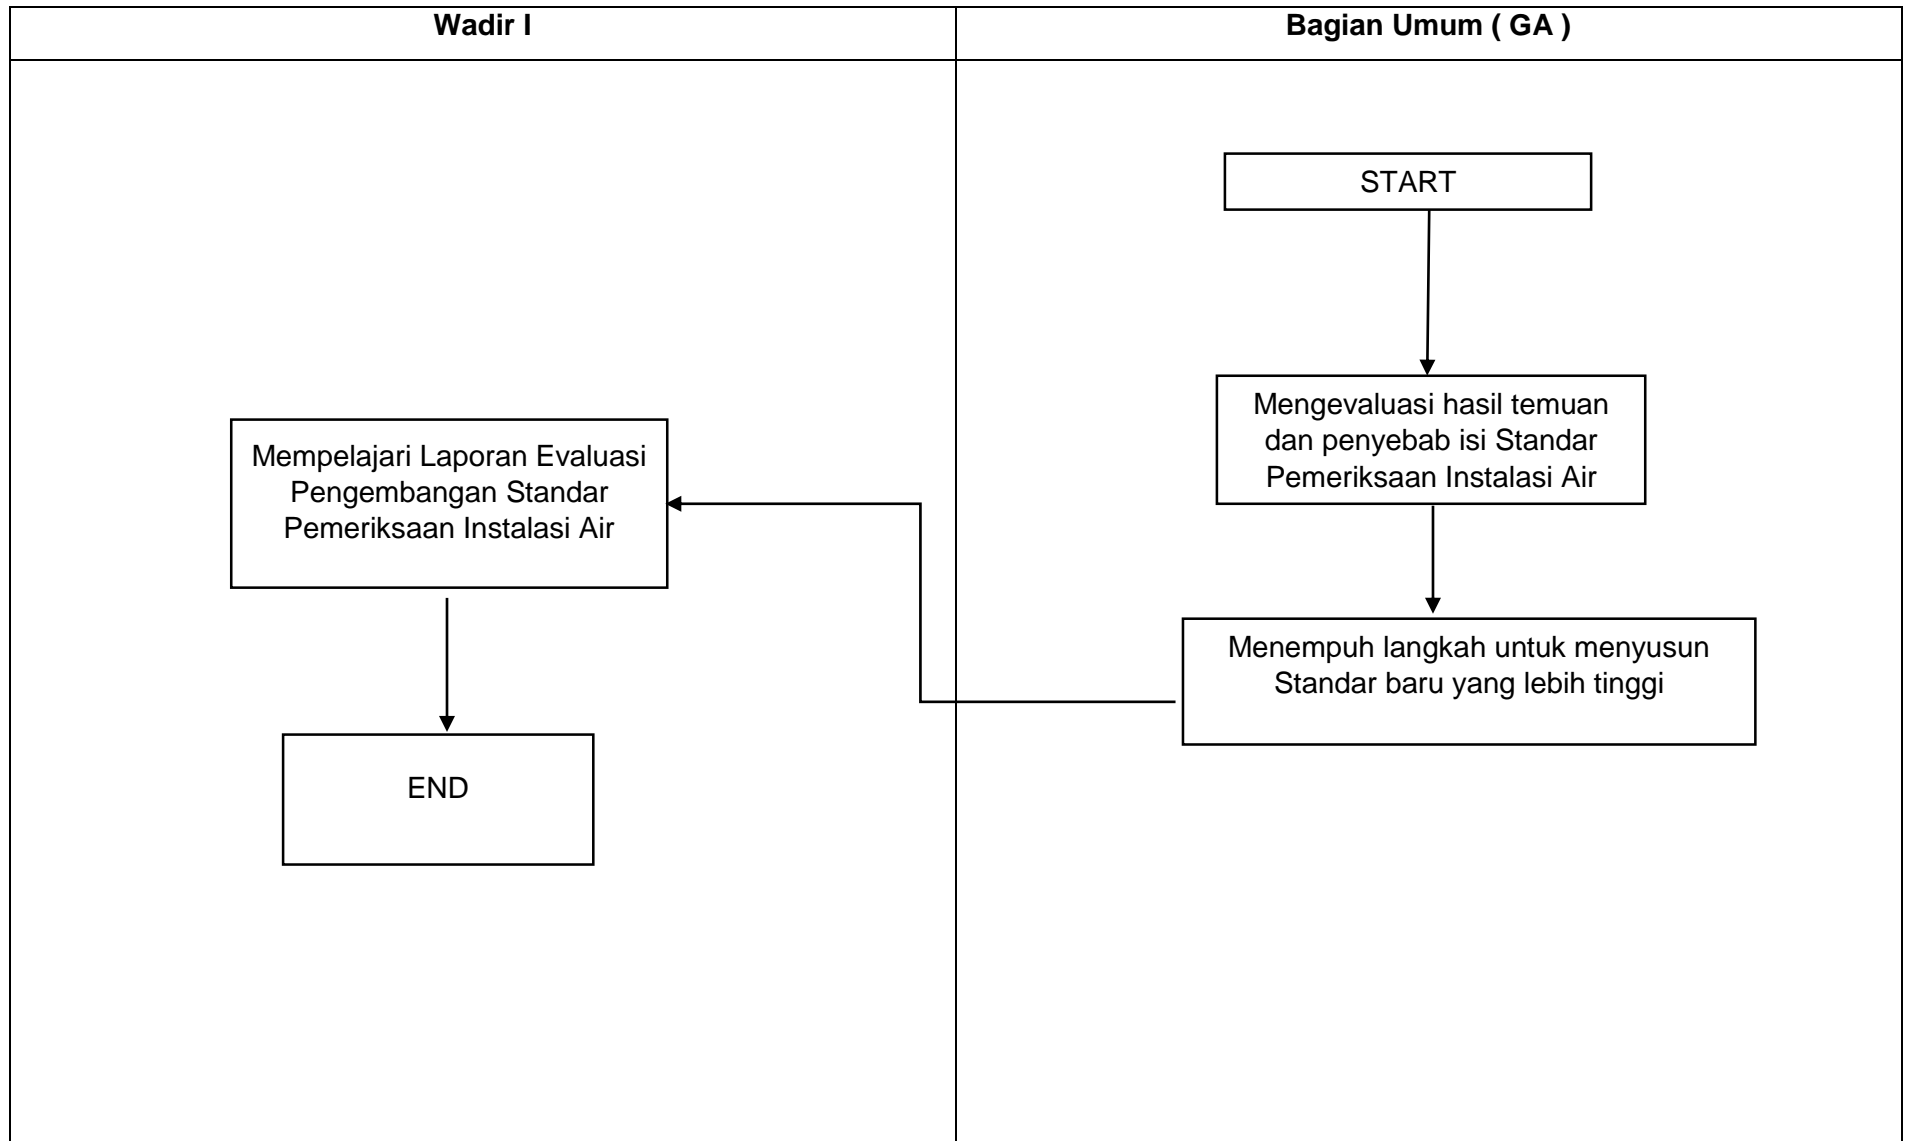 Wadir I
Bagian Umum ( GA )
START
Mengevaluasi hasil temuan
dan penyebab isi Standar
Pemeriksaan Instalasi Air
Menempuh langkah untuk menyusun
Standar baru yang lebih tinggi
Mempelajari Laporan Evaluasi
Pengembangan Standar
Pemeriksaan Instalasi Air
END